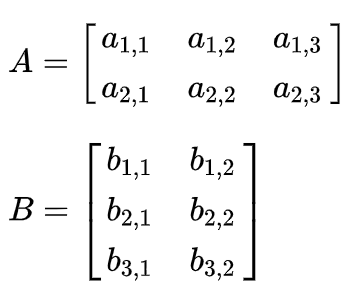 A = [ a1,1 a1,2 a1,3
a2,1 a2,2 a2,3 ]
B = [ b1,1 b1,2
b2,1 b2,2
b3,1 b3,2 ]